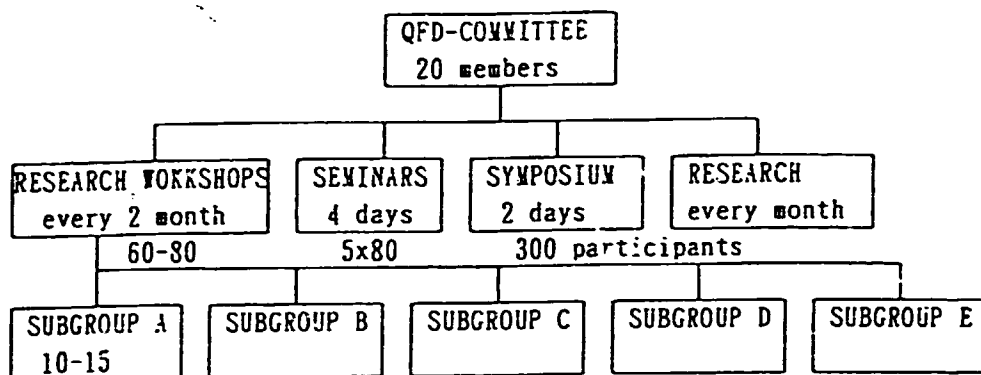 QFD-COMMITTEE
20 members
RESEARCH WOKKSHOPS
every 2 month
SEMINARS
4 days
SYMPOSIUM
2 days
RESEARCH
every month
60-80
5x80
300 participants
SUBGROUP A
10-15
SUBGROUP B
SUBGROUP C
SUBGROUP D
SUBGROUP E